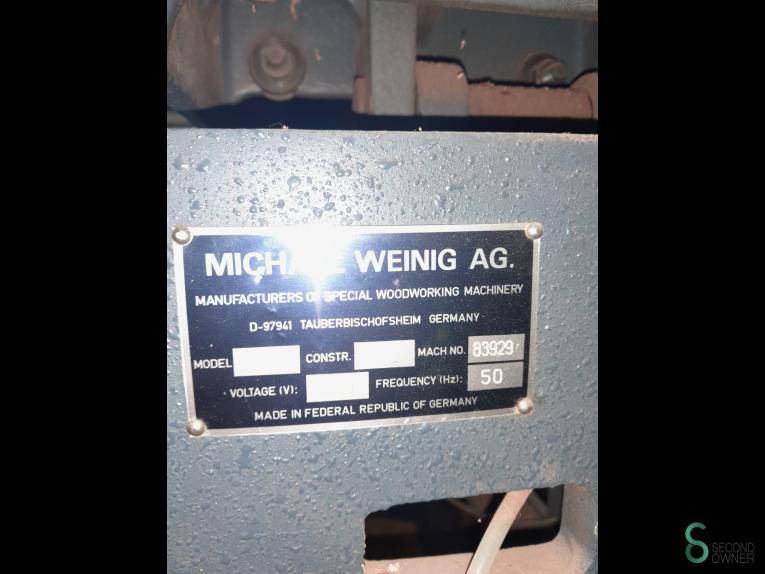 MICHAEL WEINIG AG.
MANUFACTURERS OF SPECIAL WOODWORKING MACHINERY
D-97941 TAUBERBISCHOFSHEIM GERMANY
MODEL CONSTR. MACH NO. 83929
VOLTAGE (V): FREQUENCY (Hz): 50
MADE IN FEDERAL REPUBLIC OF GERMANY
SECOND
OWNER